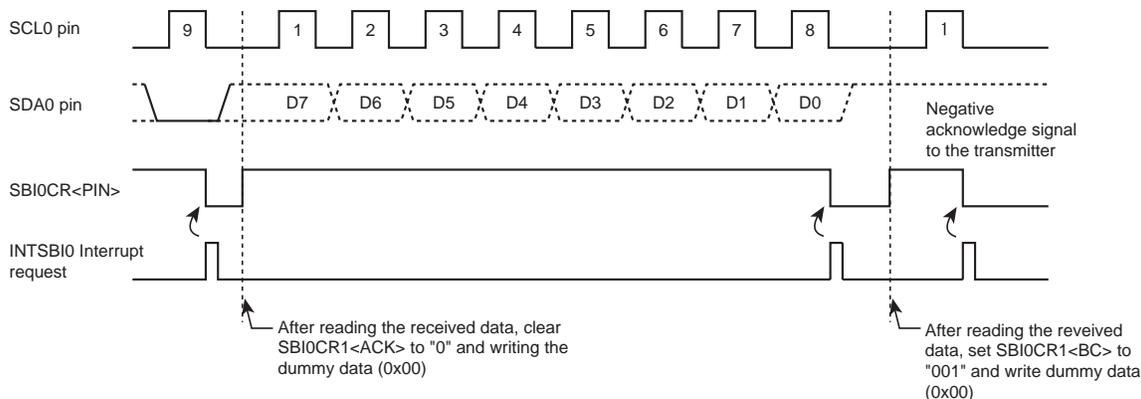 SCL0 pin
9 1 2 3 4 5 6 7 8 1
SDA0 pin
D7 D6 D5 D4 D3 D2 D1 D0
Negative
acknowledge signal
to the transmitter
SBI0CR<PIN>
INTSBI0 Interrupt
request
After reading the received data, clear
SBI0CR1<ACK> to "0" and writing the
dummy data (0x00)
After reading the reveived
data, set SBI0CR1<BC> to
"001" and write dummy data
(0x00)